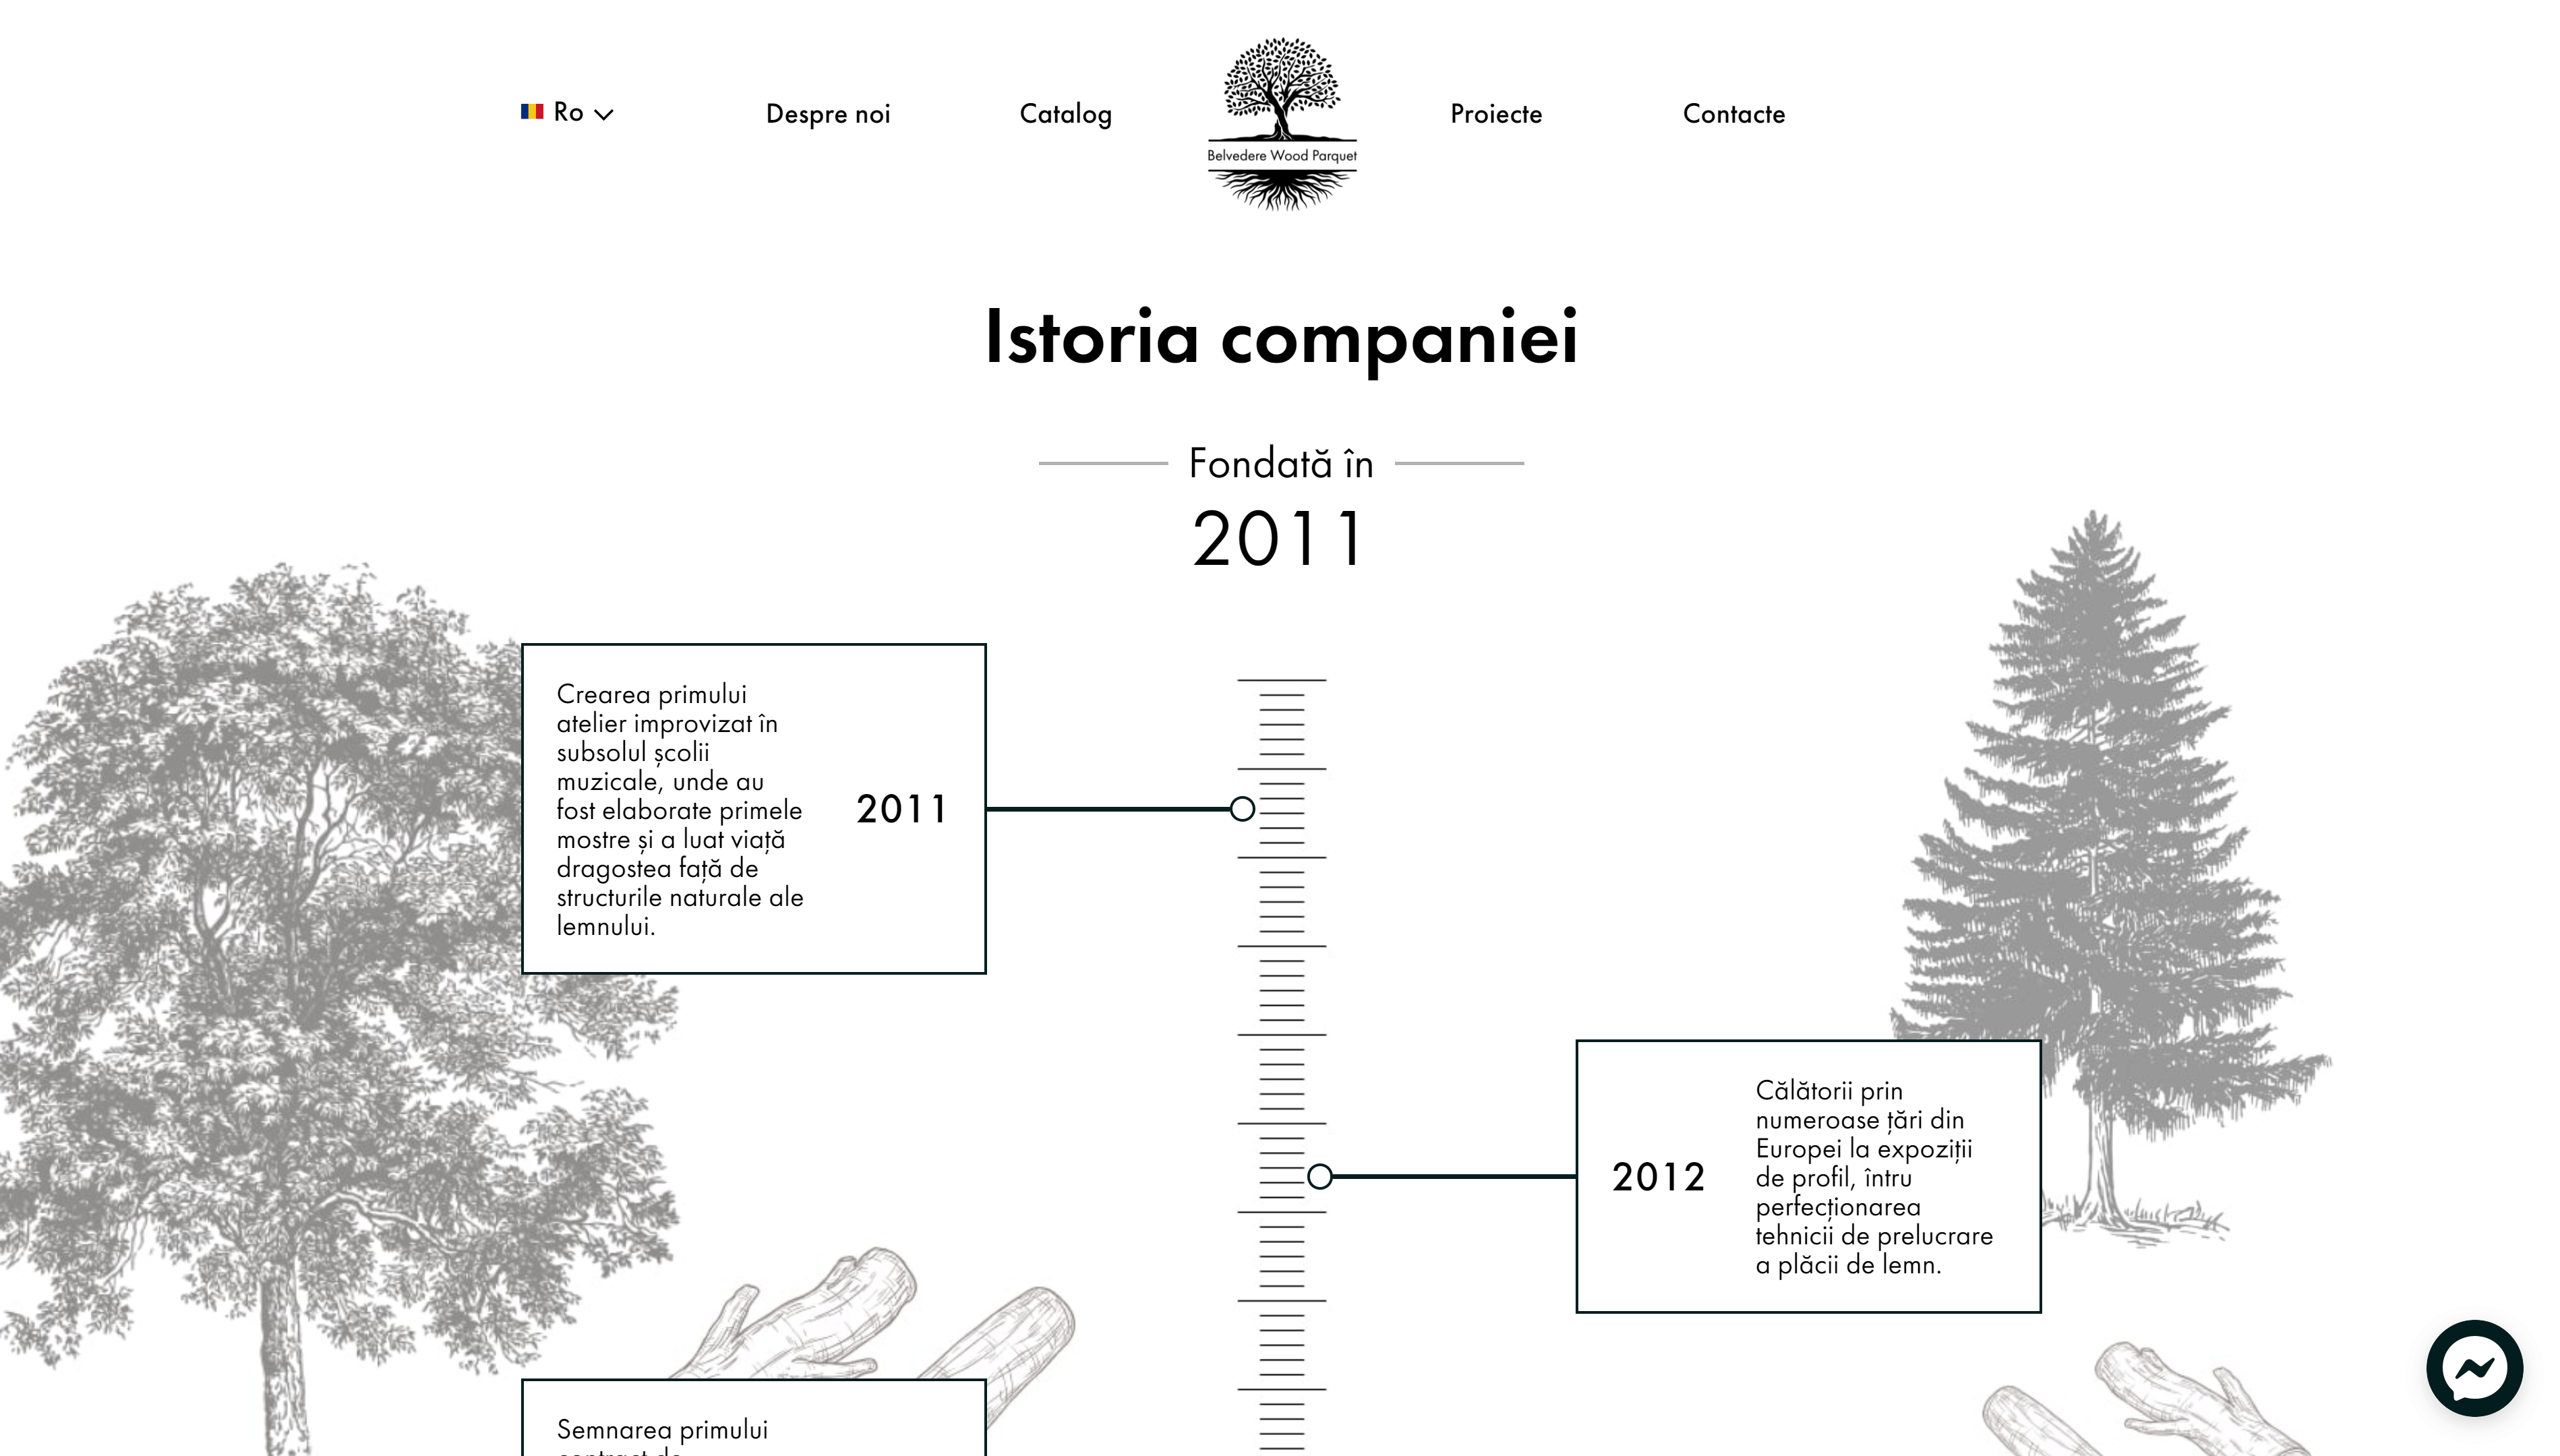 Ro
Despre noi
Catalog
Belvedere Wood Parquet
Proiecte
Contacte
Istoria companiei
Fondată în
2011
Crearea primului
atelier improvizat în
subsolul școlii
muzicale, unde au
fost elaborate primele
mostre și a luat viață
dragostea față de
structurile naturale ale
lemnului.
2011
2012
Călătorii prin
numeroase țări din
Europei la expoziții
de profil, întru
perfecționarea
tehnicii de prelucrare
a plăcii de lemn.
Semnarea primului
contract de